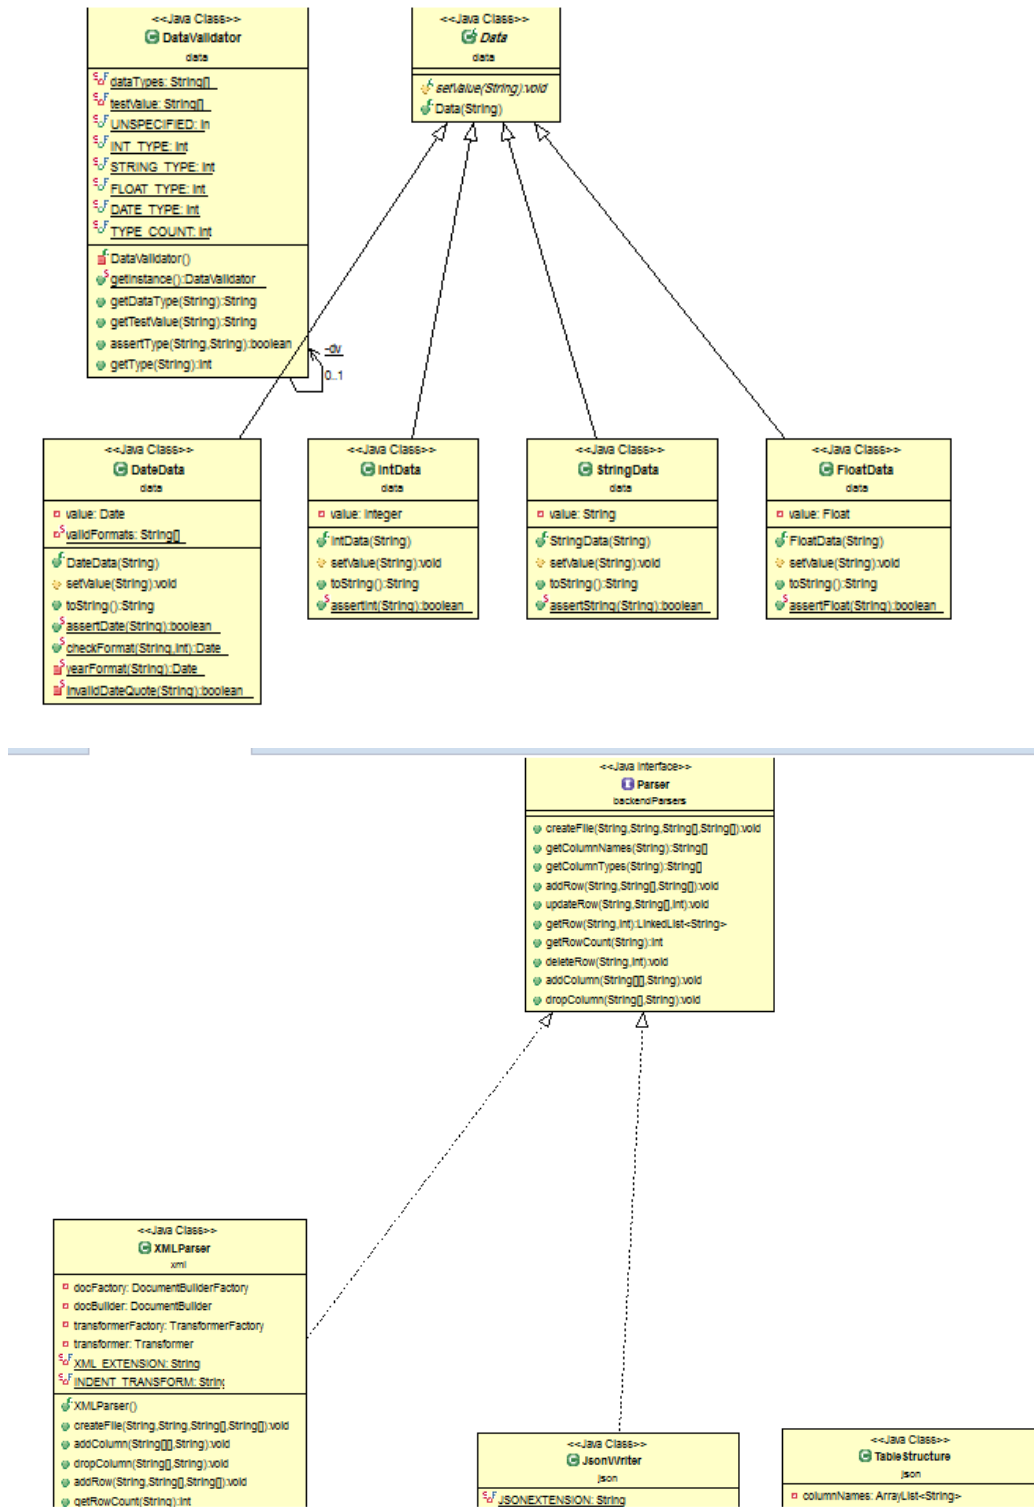 <<Java Class>>
DataValidator
data
dataTypes: String[]
testValue: String[]
UNSPECIFIED: in
INT_TYPE: int
STRING_TYPE: int
FLOAT_TYPE: int
DATE_TYPE: int
TYPE_COUNT: int
DataValidator()
getInstance():DataValidator
getDataType(String):String
getTestValue(String):String
assertType(String,String):boolean
getType(String):int
-dv
0..1
<<Java Class>>
Data
data
setValue(String):void
Data(String)
<<Java Class>>
DateData
data
value: Date
validFormats: String[]
DateData(String)
setValue(String):void
toString():String
assertDate(String):boolean
checkFormat(String,int):Date
yearFormat(String):Date
invalidDateQuote(String):boolean
<<Java Class>>
IntData
data
value: Integer
IntData(String)
setValue(String):void
toString():String
assertInt(String):boolean
<<Java Class>>
StringData
data
value: String
StringData(String)
setValue(String):void
toString():String
assertString(String):boolean
<<Java Class>>
FloatData
data
value: Float
FloatData(String)
setValue(String):void
toString():String
assertFloat(String):boolean
<<Java Interface>>
Parser
backendParsers
createFile(String,String,String[],String[]):void
getColumnNames(String):String[]
getColumnTypes(String):String[]
addRow(String,String[],String[]):void
updateRow(String,String[],int):void
getRow(String,int):LinkedList<String>
getRowCount(String):int
deleteRow(String,int):void
addColumn(String[][],String):void
dropColumn(String[],String):void
<<Java Class>>
XMLParser
xml
docFactory: DocumentBuilderFactory
docBuilder: DocumentBuilder
transformerFactory: TransformerFactory
transformer: Transformer
XML_EXTENSION: String
INDENT_TRANSFORM: String
XMLParser()
createFile(String,String,String[],String[]):void
addColumn(String[][],String):void
dropColumn(String[],String):void
addRow(String,String[],String[]):void
getRowCount(String):int
<<Java Class>>
JsonWriter
json
JSONEXTENSION: String
<<Java Class>>
TableStructure
json
columnNames: ArrayList<String>